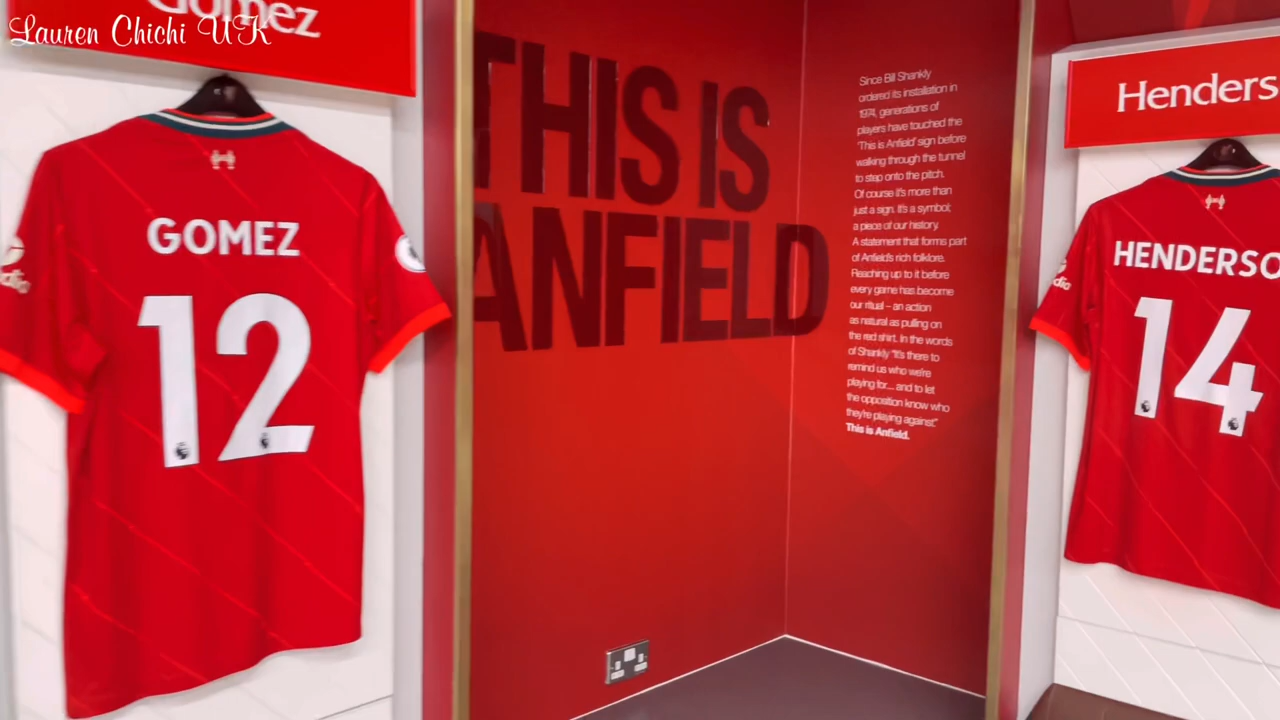 Lauren Chichi UK
Gomez
GOMEZ
12
THIS IS
ANFIELD
Since Bill Shankly
ordered its installation in
1974, generations of
players have touched the
'This is Anfield' sign before
walking through the tunnel
to step onto the pitch.
Of course it's more than
just a sign. It's a symbol;
a piece of our history.
A statement that forms part
of Anfield's rich folklore.
Reaching up to it before
every game has become
our ritual – an action
as natural as pulling on
the red shirt. In the words
of Shankly "It's there to
remind us who we're
playing for... and to let
the opposition know who
they're playing against."
This is Anfield.
Henders
HENDERSO
14